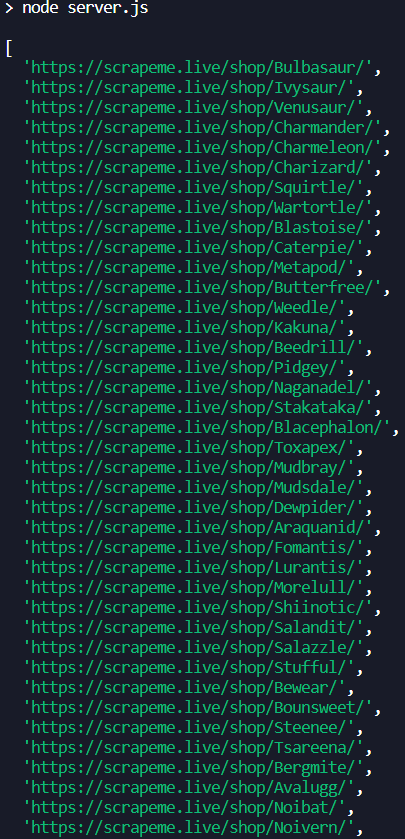 > node server.js
[
'https://scrapeme.live/shop/Bulbasaur/',
'https://scrapeme.live/shop/Ivysaur/',
'https://scrapeme.live/shop/Venusaur/',
'https://scrapeme.live/shop/Charmander/',
'https://scrapeme.live/shop/Charmeleon/',
'https://scrapeme.live/shop/Charizard/',
'https://scrapeme.live/shop/Squirtle/',
'https://scrapeme.live/shop/Wartortle/',
'https://scrapeme.live/shop/Blastoise/',
'https://scrapeme.live/shop/Caterpie/',
'https://scrapeme.live/shop/Metapod/',
'https://scrapeme.live/shop/Butterfree/',
'https://scrapeme.live/shop/Weedle/',
'https://scrapeme.live/shop/Kakuna/',
'https://scrapeme.live/shop/Beedrill/',
'https://scrapeme.live/shop/Pidgey/',
'https://scrapeme.live/shop/Naganadel/',
'https://scrapeme.live/shop/Stakataka/',
'https://scrapeme.live/shop/Blacephalon/',
'https://scrapeme.live/shop/Toxapex/',
'https://scrapeme.live/shop/Mudbray/',
'https://scrapeme.live/shop/Mudsdale/',
'https://scrapeme.live/shop/Dewpider/',
'https://scrapeme.live/shop/Araquanid/',
'https://scrapeme.live/shop/Fomantis/',
'https://scrapeme.live/shop/Lurantis/',
'https://scrapeme.live/shop/Morelull/',
'https://scrapeme.live/shop/Shiinotic/',
'https://scrapeme.live/shop/Salandit/',
'https://scrapeme.live/shop/Salazzle/',
'https://scrapeme.live/shop/Stufful/',
'https://scrapeme.live/shop/Bewear/',
'https://scrapeme.live/shop/Bounsweet/',
'https://scrapeme.live/shop/Steenee/',
'https://scrapeme.live/shop/Tsareena/',
'https://scrapeme.live/shop/Bergmite/',
'https://scrapeme.live/shop/Avalugg/',
'https://scrapeme.live/shop/Noibat/',
'https://scrapeme.live/shop/Noivern/',